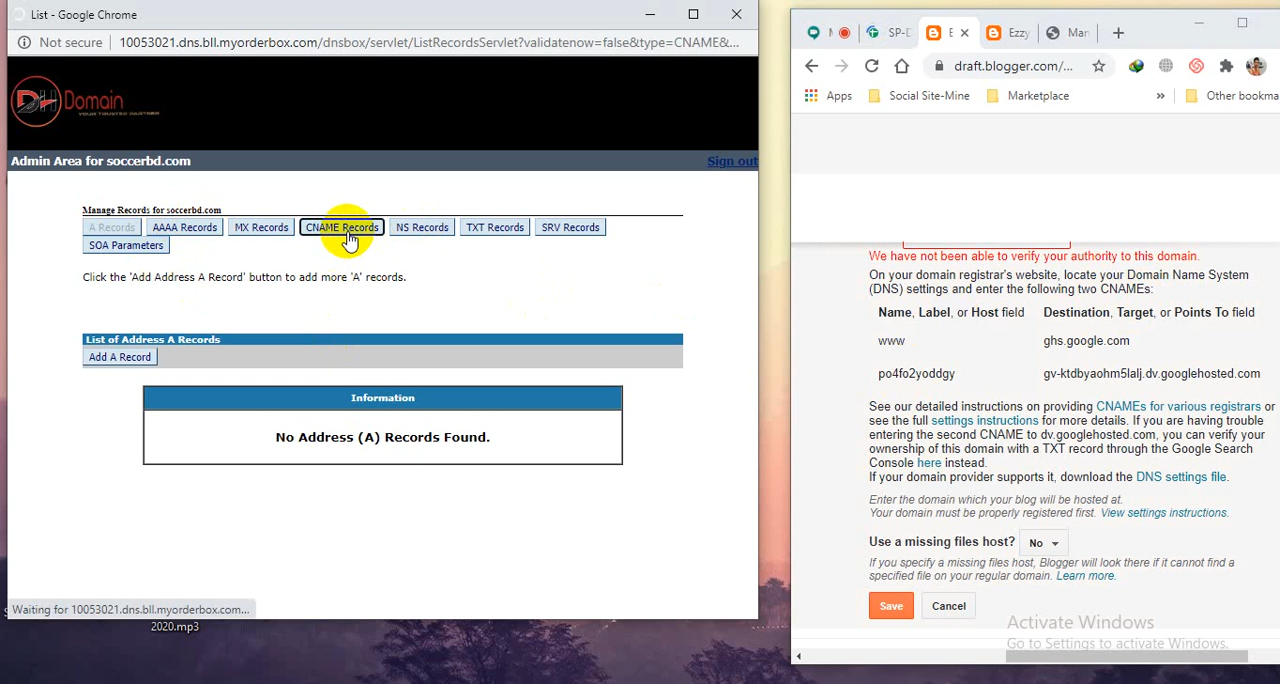 List - Google Chrome
Not secure
10053021.dns.bll.myorderbox.com/dnsbox/servlet/ListRecordsServlet?validatenow=false&type=CNAME&...
DH Domain
YOUR TRUSTED PARTNER
Admin Area for soccerbd.com
Sign out
Manage Records for soccerbd.com
A Records
AAAA Records
MX Records
CNAME Records
NS Records
TXT Records
SRV Records
SOA Parameters
Click the 'Add Address A Record' button to add more 'A' records.
List of Address A Records
Add A Record
Information
No Address (A) Records Found.
Waiting for 10053021.dns.bll.myorderbox.com...
2020.mp3
SP-D
E
Ezzy
Man
draft.blogger.com/...
Apps
Social Site-Mine
Marketplace
»
Other bookma
We have not been able to verify your authority to this domain.
On your domain registrar's website, locate your Domain Name System
(DNS) settings and enter the following two CNAMEs:
Name, Label, or Host field
Destination, Target, or Points To field
www
ghs.google.com
po4fo2yoddgy
gv-ktdbyaohm5lalj.dv.googlehosted.com
See our detailed instructions on providing CNAMEs for various registrars or
see the full settings instructions for more details. If you are having trouble
entering the second CNAME to dv.googlehosted.com, you can verify your
ownership of this domain with a TXT record through the Google Search
Console here instead.
If your domain provider supports it, download the DNS settings file.
Enter the domain which your blog will be hosted at.
Your domain must be properly registered first. View settings instructions.
Use a missing files host?
No
If you specify a missing files host, Blogger will look there if it cannot find a
specified file on your regular domain. Learn more.
Save
Cancel
Activate Windows
Go to Settings to activate Windows.